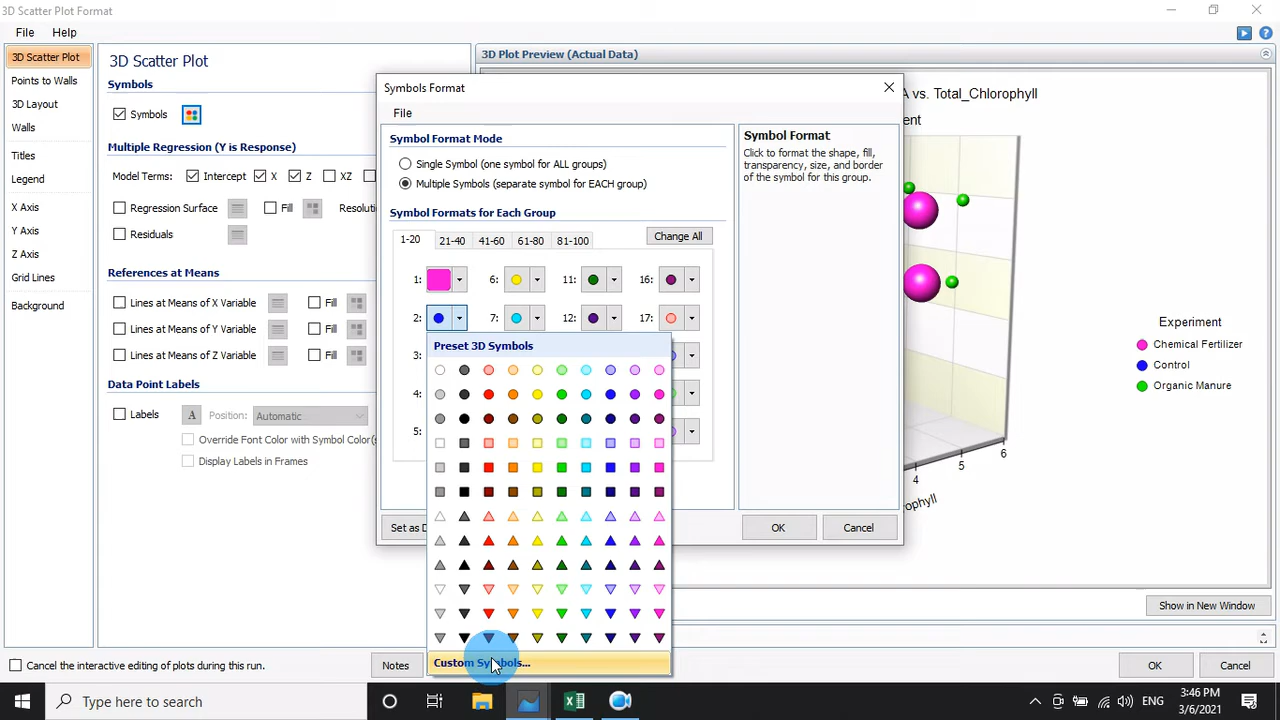 3D Scatter Plot Format
File Help
3D Scatter Plot
Points to Walls
3D Layout
Walls
Titles
Legend
X Axis
Y Axis
Z Axis
Grid Lines
Background
3D Scatter Plot
Symbols
Symbols
Multiple Regression (Y is Response)
Model Terms: Intercept X Z XZ
Regression Surface Fill
Residuals
References at Means
Lines at Means of X Variable Fill
Lines at Means of Y Variable Fill
Lines at Means of Z Variable Fill
Data Point Labels
Labels A Position: Automatic
Override Font Color with Symbol Color(s
Display Labels in Frames
Cancel the interactive editing of plots during this run.
Notes
Symbols Format
File
Symbol Format Mode
Single Symbol (one symbol for ALL groups)
Multiple Symbols (separate symbol for EACH group)
Symbol Formats for Each Group
1-20 21-40 41-60 61-80 81-100 Change All
1: 6: 11: 16:
2: 7: 12: 17:
3:
4:
5:
Preset 3D Symbols
Custom Symbols...
Set as D
OK Cancel
Symbol Format
Click to format the shape, fill,
transparency, size, and border
of the symbol for this group.
3D Plot Preview (Actual Data)
A vs. Total_Chlorophyll
ent
Experiment
Chemical Fertilizer
Control
Organic Manure
4 5 6
ophyll
Show in New Window
OK Cancel
Type here to search
ENG
3:46 PM
3/6/2021